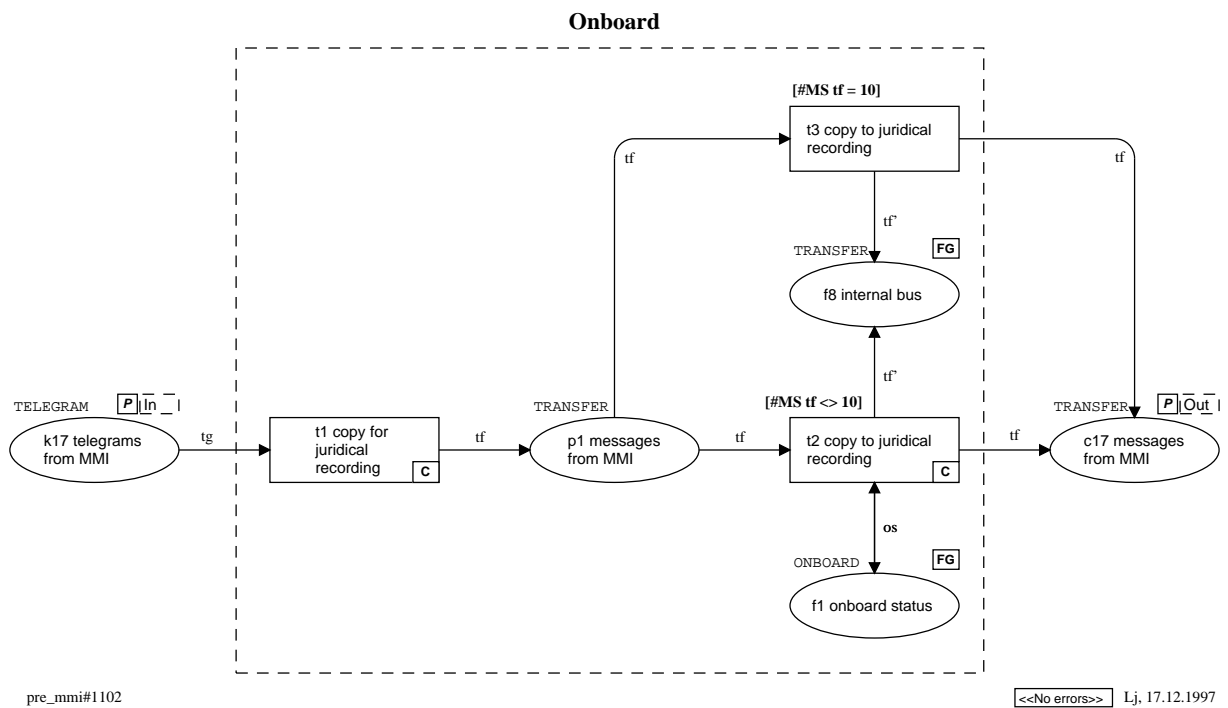 Onboard
[#MS tf = 10]
t3 copy to juridical
recording
tf
tf
tf'
TRANSFER
FG
f8 internal bus
tf'
TELEGRAM
P
In
TRANSFER
[#MS tf <> 10]
TRANSFER
P
Out
k17 telegrams
from MMI
tg
t1 copy for
juridical
recording
C
tf
p1 messages
from MMI
tf
t2 copy to juridical
recording
C
tf
c17 messages
from MMI
os
ONBOARD
FG
f1 onboard status
pre_mmi#1102
<<No errors>>
Lj, 17.12.1997